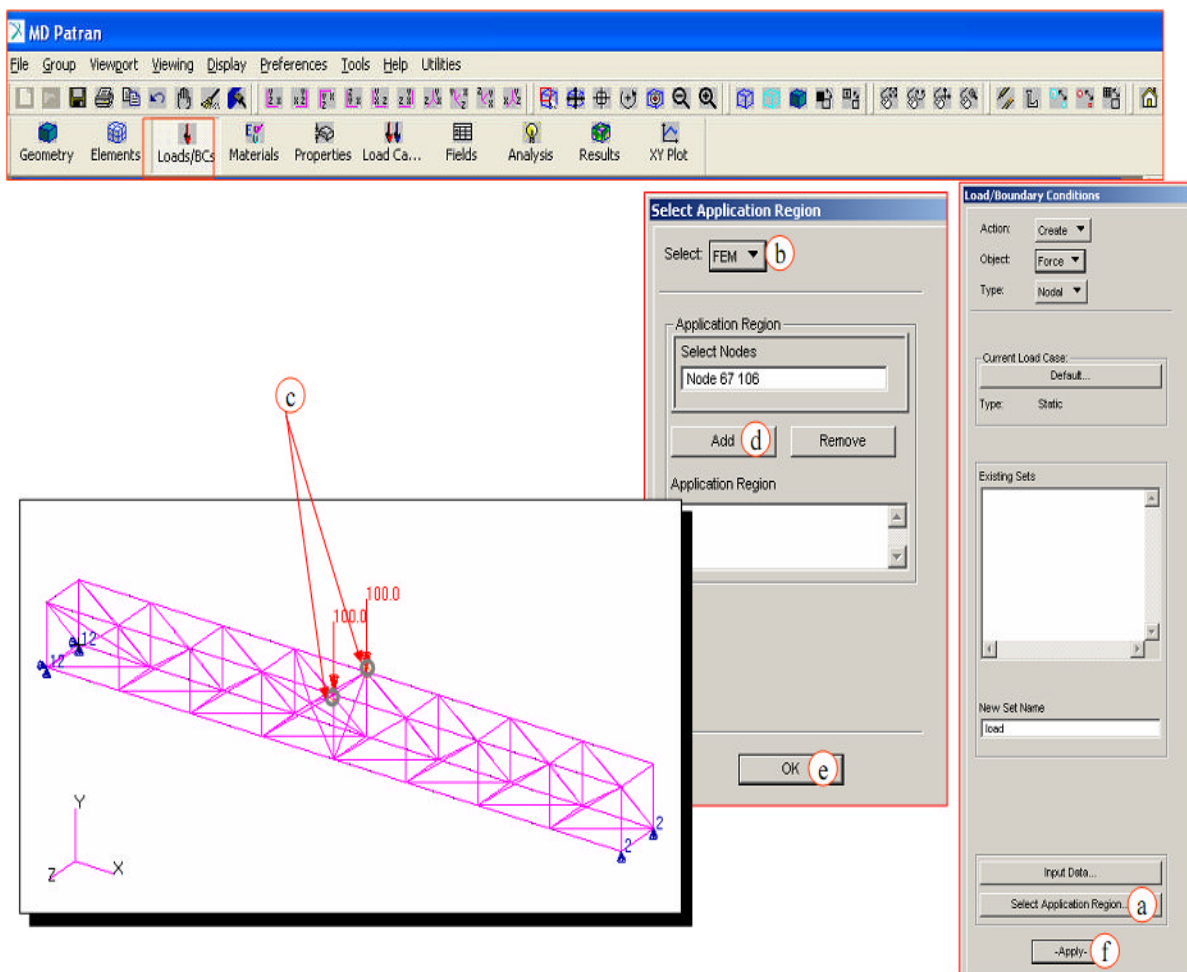 MD Patran
File Group Viewport Viewing Display Preferences Tools Help Utilities
Geometry Elements Loads/BCs Materials Properties Load Ca... Fields Analysis Results XY Plot
Select Application Region
Select: FEM b
Application Region
Select Nodes
Node 67 106
Add d Remove
Application Region
OK e
Load/Boundary Conditions
Action: Create
Object: Force
Type: Nodal
Current Load Case:
Default...
Type: Static
Existing Sets
New Set Name
load
Input Data...
Select Application Region... a
-Apply- f
c
100.0
100.0
12
12
2
2
Y
Z
X